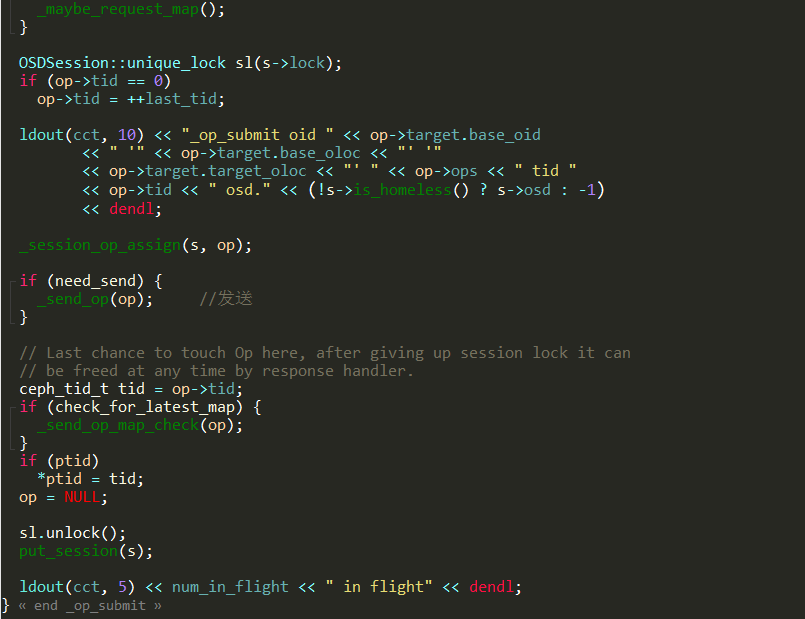 _maybe_request_map();
}
OSDSession::unique_lock sl(s->lock);
if (op->tid == 0)
op->tid = ++last_tid;
ldout(cct, 10) << "_op_submit oid " << op->target.base_oid
<< " '" << op->target.base_oloc << "' '"
<< op->target.target_oloc << "' " << op->ops << " tid "
<< op->tid << " osd." << (!s->is_homeless() ? s->osd : -1)
<< dendl;
_session_op_assign(s, op);
if (need_send) {
_send_op(op); //发送
}
// Last chance to touch Op here, after giving up session lock it can
// be freed at any time by response handler.
ceph_tid_t tid = op->tid;
if (check_for_latest_map) {
_send_op_map_check(op);
}
if (ptid)
*ptid = tid;
op = NULL;
sl.unlock();
put_session(s);
ldout(cct, 5) << num_in_flight << " in flight" << dendl;
} « end _op_submit »